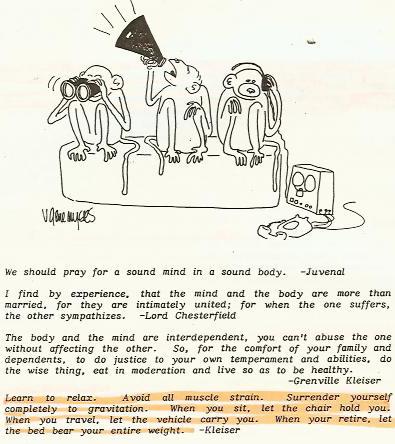 V.Gene Myers
We should pray for a sound mind in a sound body. -Juvenal
I find by experience, that the mind and the body are more than
married, for they are intimately united; for when the one suffers,
the other sympathizes. -Lord Chesterfield
The body and the mind are interdependent, you can't abuse the one
without affecting the other. So, for the comfort of your family and
dependents, to do justice to your own temperament and abilities, do
the wise thing, eat in moderation and live so as to be healthy.
-Grenville Kleiser
Learn to relax. Avoid all muscle strain. Surrender yourself
completely to gravitation. When you sit, let the chair hold you.
When you travel, let the vehicle carry you. When your retire, let
the bed bear your entire weight. -Kleiser